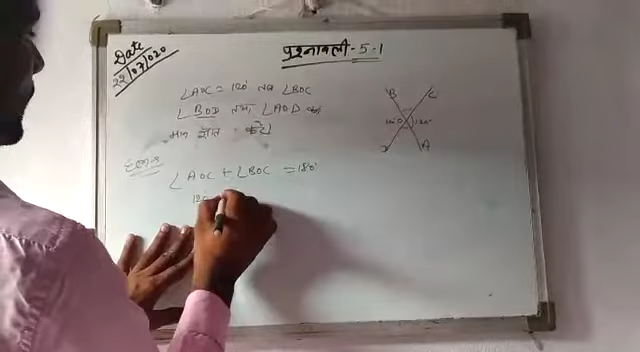 Date
22/07/020
प्रश्नावली - 5.1
∠AOC = 120° तब ∠BOC
∠BOD तथा ∠AOD का
मान ज्ञात करें
B C
120°
A
∠AOC + ∠BOC = 180°
120